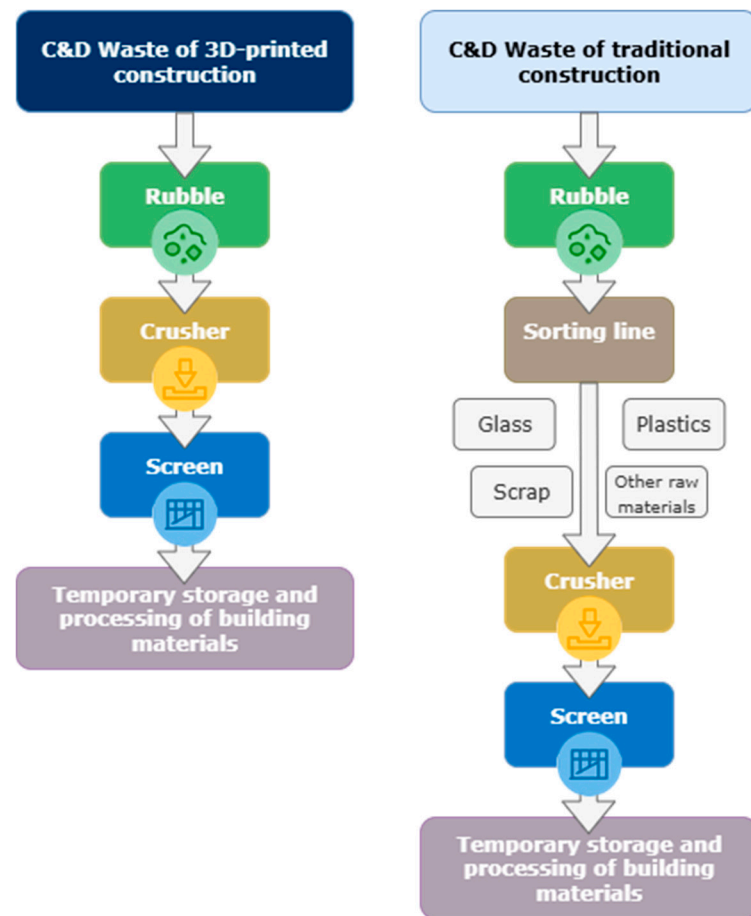 C&D Waste of 3D-printed
construction
Rubble
Crusher
Screen
Temporary storage and
processing of building
materials
C&D Waste of traditional
construction
Rubble
Sorting line
Glass
Plastics
Scrap
Other raw
materials
Crusher
Screen
Temporary storage and
processing of building
materials